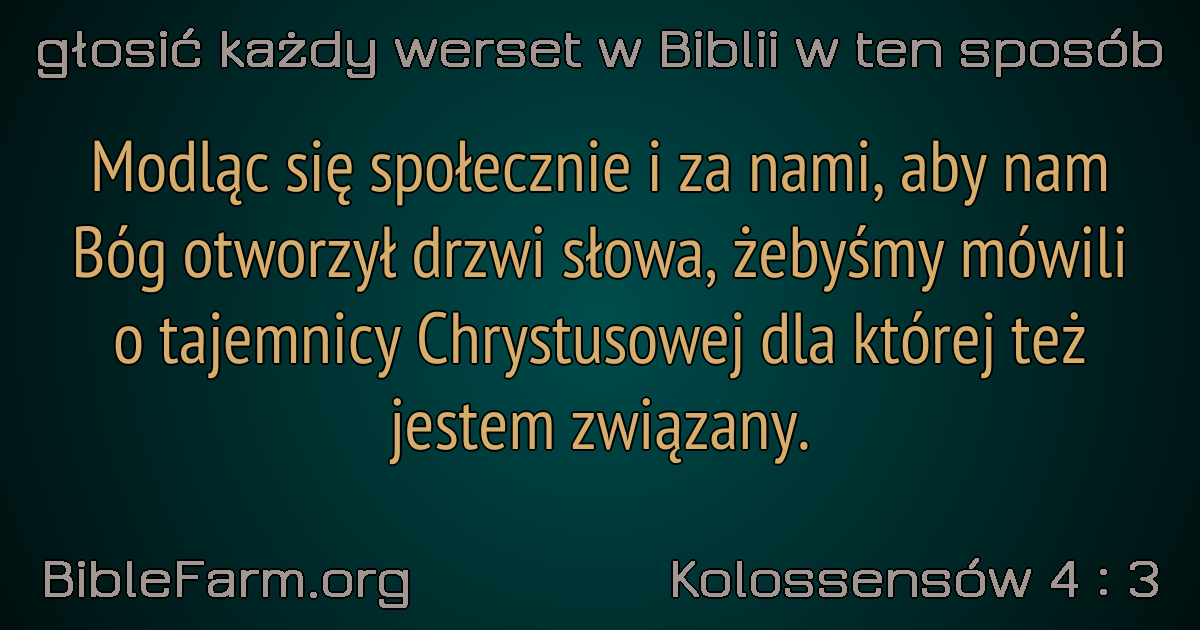 głosić każdy werset w Biblii w ten sposób
Modląc się społecznie i za nami, aby nam
Bóg otworzył drzwi słowa, żebyśmy mówili
o tajemnicy Chrystusowej dla której też
jestem związany.
BibleFarm.org
Kolossensów 4 : 3